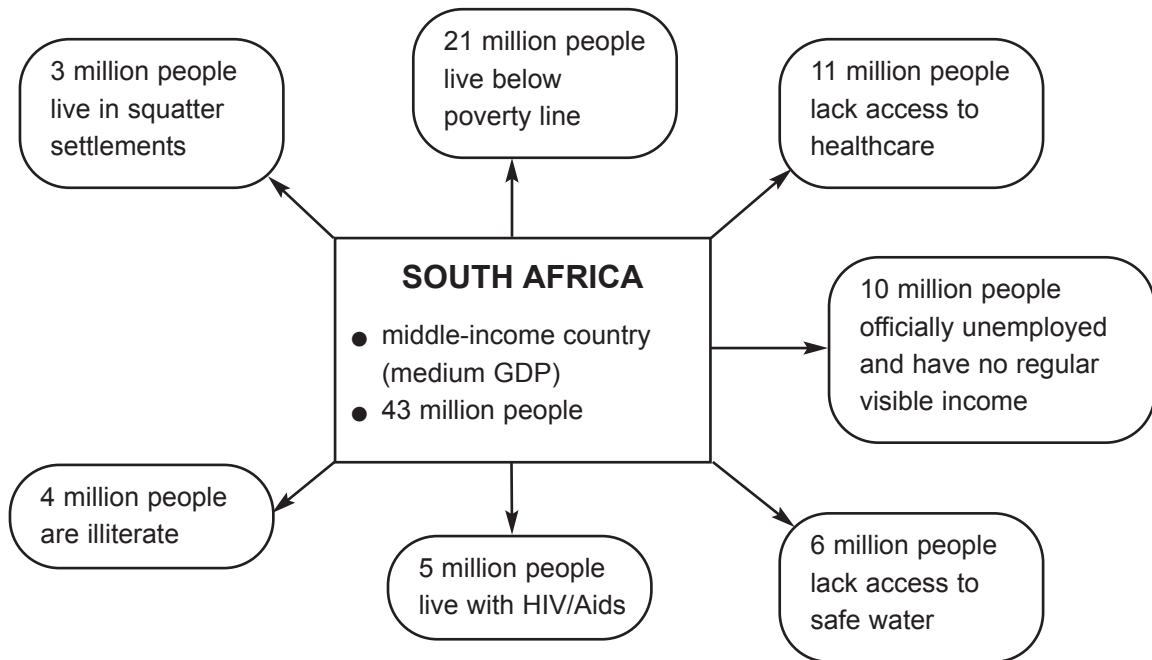 3 million people
live in squatter
settlements
21 million people
live below
poverty line
11 million people
lack access to
healthcare
SOUTH AFRICA
● middle-income country
(medium GDP)
● 43 million people
10 million people
officially unemployed
and have no regular
visible income
4 million people
are illiterate
5 million people
live with HIV/Aids
6 million people
lack access to
safe water